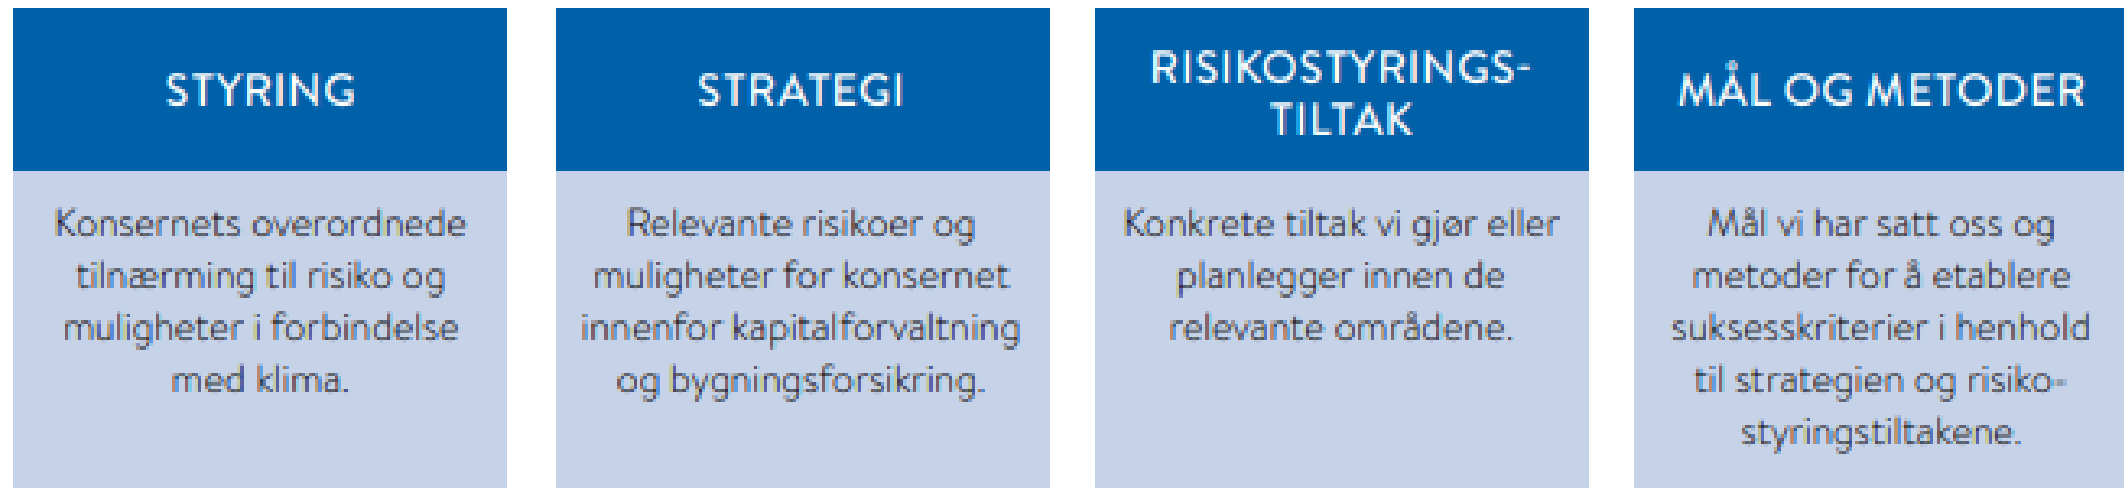 STYRING
Konsernets overordnede
tilnærming til risiko og
muligheter i forbindelse
med klima.
STRATEGI
Relevante risikoer og
muligheter for konsernet
innenfor kapitalforvaltning
og bygningsforsikring.
RISIKOSTYRINGS-
TILTAK
Konkrete tiltak vi gjør eller
planlegger innen de
relevante områdene.
MÅL OG METODER
Mål vi har satt oss og
metoder for å etablere
suksesskriterier i henhold
til strategien og risiko-
styringstiltakene.